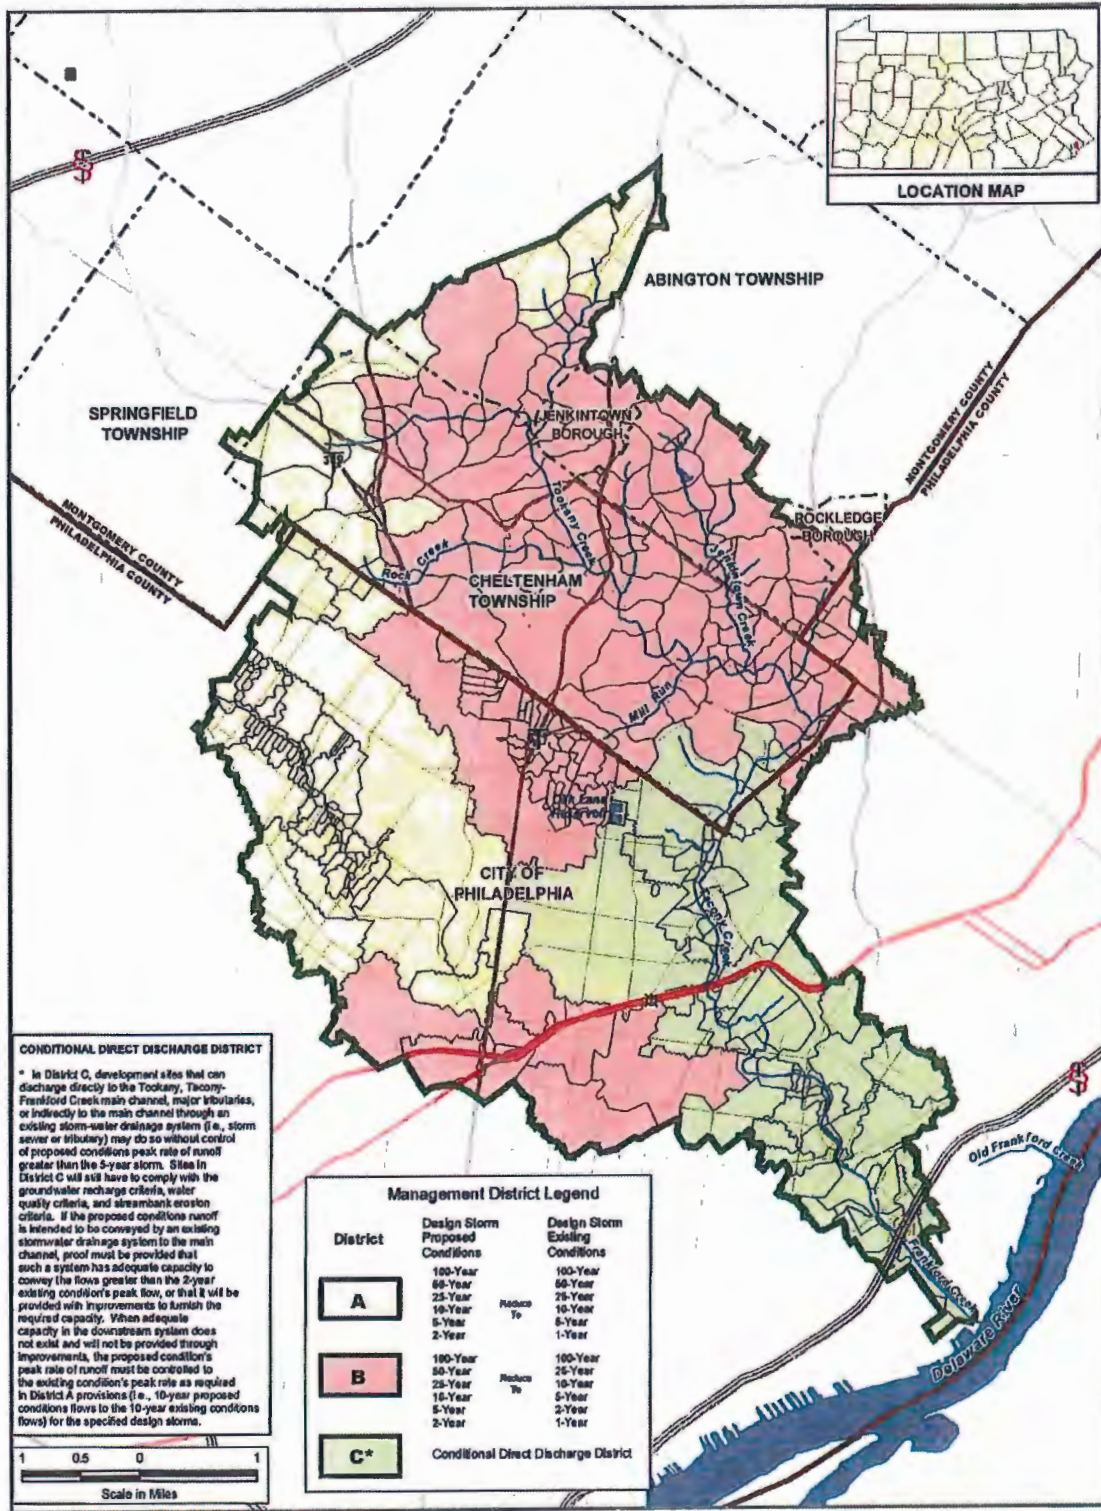 LOCATION MAP
ABINGTON TOWNSHIP
SPRINGFIELD
TOWNSHIP
JENKINTOWN
BOROUGH
MONTGOMERY COUNTY
PHILADELPHIA COUNTY
309
Tookany Creek
ROCKLEDGE
BOROUGH
MONTGOMERY COUNTY
PHILADELPHIA COUNTY
Rock Creek
Jenkintown Creek
CHELTENHAM
TOWNSHIP
Mill Run
Oak Lane
Reservoir
CITY OF
PHILADELPHIA
Tacony Creek
Old Frankford Creek
Frankford Creek
Delaware River
CONDITIONAL DIRECT DISCHARGE DISTRICT
* In District C, development sites that can
discharge directly to the Tookany, Tacony-
Frankford Creek main channel, major tributaries,
or indirectly to the main channel through an
existing storm-water drainage system (i.e., storm
sewer or tributary) may do so without control
of proposed conditions peak rate of runoff
greater than the 5-year storm. Sites in
District C will still have to comply with the
groundwater recharge criteria, water
quality criteria, and streambank erosion
criteria. If the proposed conditions runoff
is intended to be conveyed by an existing
stormwater drainage system to the main
channel, proof must be provided that
such a system has adequate capacity to
convey the flows greater than the 2-year
existing condition's peak flow, or that it will be
provided with improvements to furnish the
required capacity. When adequate
capacity in the downstream system does
not exist and will not be provided through
improvements, the proposed condition's
peak rate of runoff must be controlled to
the existing condition's peak rate as required
in District A provisions (i.e., 10-year proposed
conditions flows to the 10-year existing conditions
flows) for the specified design storms.
1 0.5 0 1
Scale in Miles
Management District Legend
District
Design Storm Proposed Conditions
Design Storm Existing Conditions
A
100-Year 100-Year
50-Year 50-Year
25-Year 25-Year
10-Year Reduce To 10-Year
5-Year 5-Year
2-Year 1-Year
B
100-Year 100-Year
50-Year 25-Year
25-Year Reduce To 10-Year
10-Year 5-Year
5-Year 2-Year
2-Year 1-Year
C* Conditional Direct Discharge District